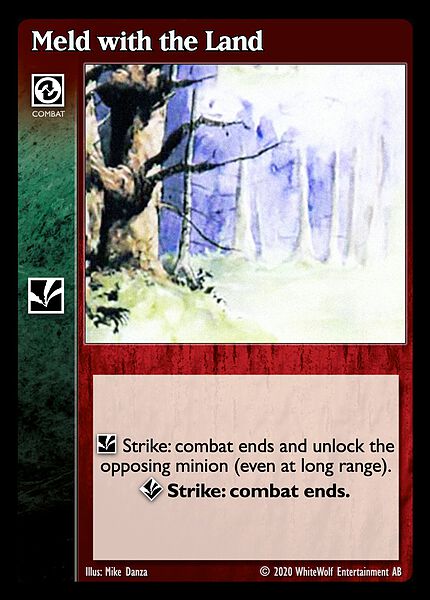 Meld with the Land
COMBAT
Strike: combat ends and unlock the
opposing minion (even at long range).
Strike: combat ends.
Illus: Mike Danza
© 2020 WhiteWolf Entertainment AB